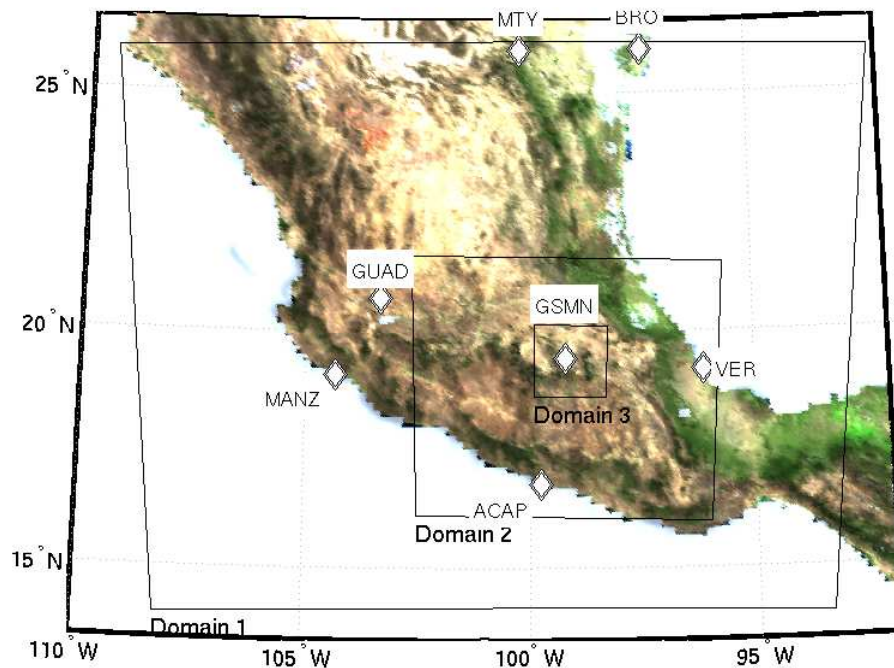 MTY BRO
25°N
GUAD
GSMN
20°N
VER
MANZ
Domain 3
ACAP
Domain 2
15°N
Domain 1
110°W 105°W 100°W 95°W